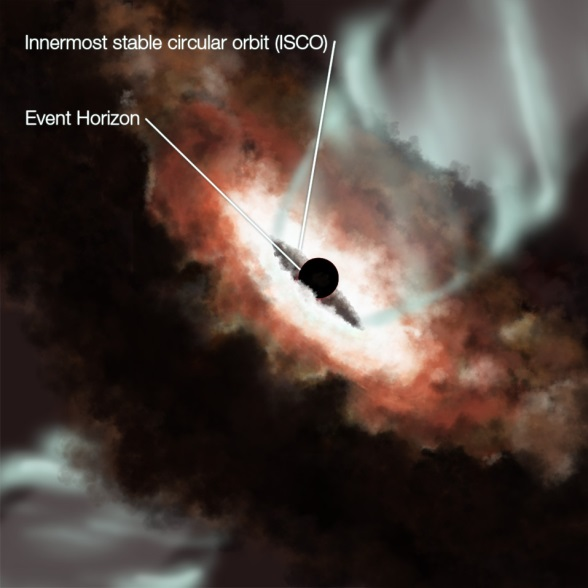 Innermost stable circular orbit (ISCO)
Event Horizon